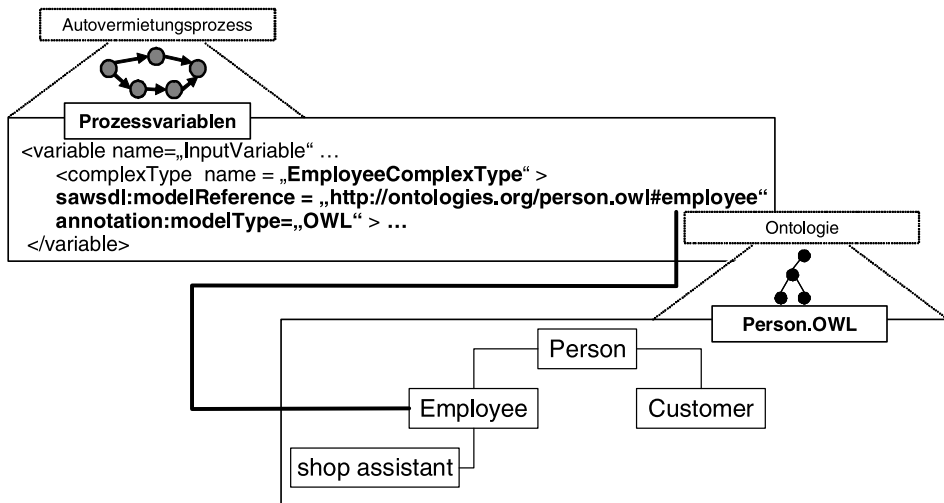 Autovermietungsprozess
Prozessvariablen
<variable name=„InputVariable“ …
<complexType name = „EmployeeComplexType“ >
sawsdl:modelReference = „http://ontologies.org/person.owl#employee“
annotation:modelType=„OWL“ > …
</variable>
Ontologie
Person.OWL
Person
Employee
Customer
shop assistant